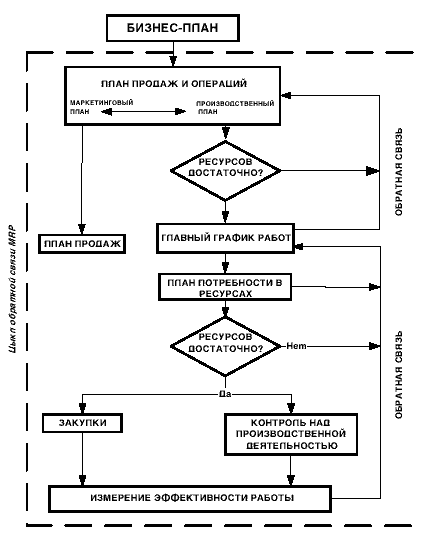 БИЗНЕС-ПЛАН
ПЛАН ПРОДАЖ И ОПЕРАЦИЙ
МАРКЕТИНГОВЫЙ
ПЛАН
ПРОИЗВОДСТВЕННЫЙ
ПЛАН
РЕСУРСОВ
ДОСТАТОЧНО?
ОБРАТНАЯ СВЯЗЬ
ПЛАН ПРОДАЖ
ГЛАВНЫЙ ГРАФИК РАБОТ
Цикл обратной связи MRP
ПЛАН ПОТРЕБНОСТИ В
РЕСУРСАХ
РЕСУРСОВ
ДОСТАТОЧНО?
Нет
ОБРАТНАЯ СВЯЗЬ
Да
ЗАКУПКИ
КОНТРОЛЬ НАД
ПРОИЗВОДСТВЕННОЙ
ДЕЯТЕЛЬНОСТЬЮ
ИЗМЕРЕНИЕ ЭФФЕКТИВНОСТИ РАБОТЫ